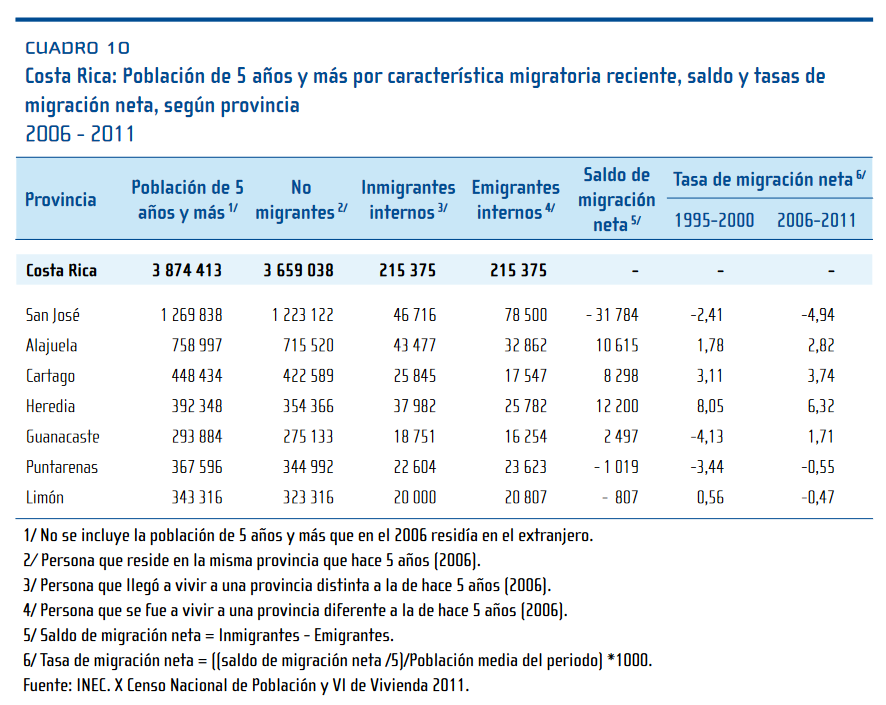 CUADRO 10
Costa Rica: Población de 5 años y más por característica migratoria reciente, saldo y tasas de
migración neta, según provincia
2006 - 2011
Provincia Población de 5 años y más 1/ No migrantes 2/ Inmigrantes internos 3/ Emigrantes internos 4/ Saldo de migración neta 5/ Tasa de migración neta 6/
1995-2000 2006-2011
Costa Rica 3 874 413 3 659 038 215 375 215 375 - - -
San José 1 269 838 1 223 122 46 716 78 500 - 31 784 -2,41 -4,94
Alajuela 758 997 715 520 43 477 32 862 10 615 1,78 2,82
Cartago 448 434 422 589 25 845 17 547 8 298 3,11 3,74
Heredia 392 348 354 366 37 982 25 782 12 200 8,05 6,32
Guanacaste 293 884 275 133 18 751 16 254 2 497 -4,13 1,71
Puntarenas 367 596 344 992 22 604 23 623 - 1 019 -3,44 -0,55
Limón 343 316 323 316 20 000 20 807 - 807 0,56 -0,47
1/ No se incluye la población de 5 años y más que en el 2006 residía en el extranjero.
2/ Persona que reside en la misma provincia que hace 5 años (2006).
3/ Persona que llegó a vivir a una provincia distinta a la de hace 5 años (2006).
4/ Persona que se fue a vivir a una provincia diferente a la de hace 5 años (2006).
5/ Saldo de migración neta = Inmigrantes - Emigrantes.
6/ Tasa de migración neta = ((saldo de migración neta /5)/Población media del periodo) *1000.
Fuente: INEC. X Censo Nacional de Población y VI de Vivienda 2011.